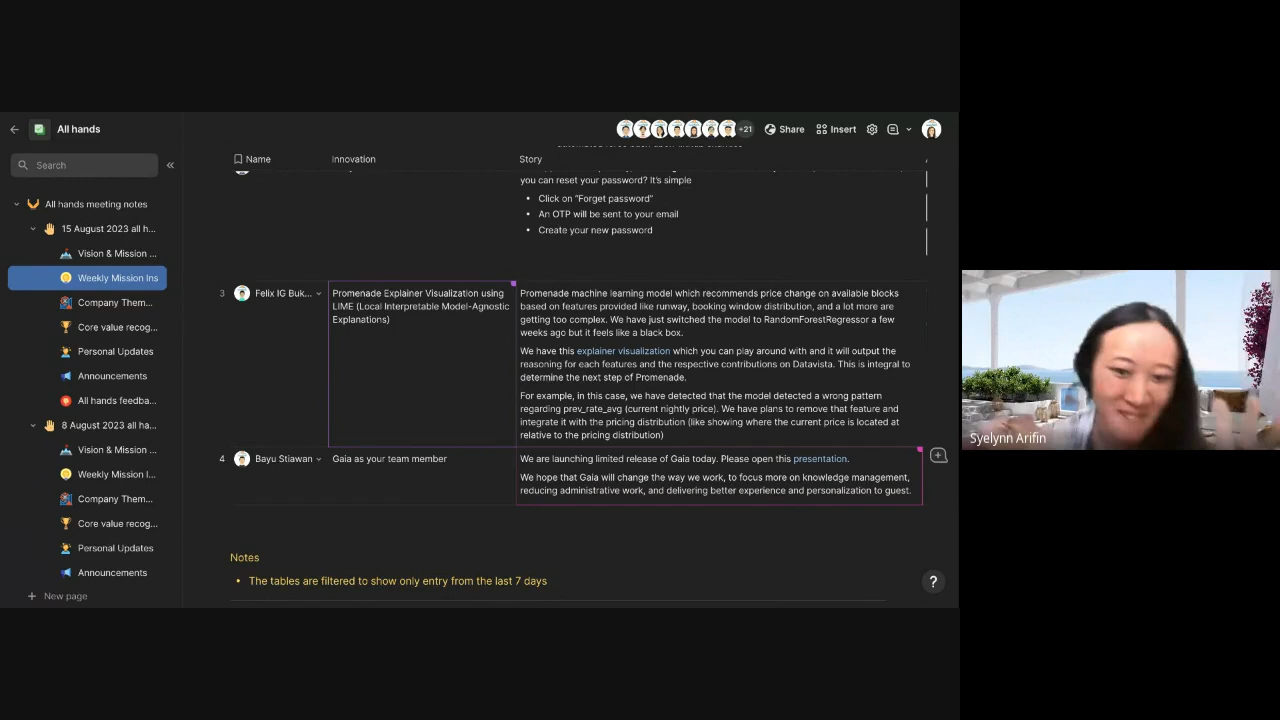 All hands
+21
Share
Insert
Search
Name
Innovation
Story
you can reset your password? It's simple
• Click on "Forget password"
• An OTP will be sent to your email
• Create your new password
All hands meeting notes
15 August 2023 all h...
Vision & Mission ...
Weekly Mission Ins
Company Them...
Core value recog...
Personal Updates
Announcements
All hands feedba...
8 August 2023 all ha...
Vision & Mission ...
Weekly Mission I...
Company Them...
Core value recog...
Personal Updates
Announcements
New page
3
Felix IG Buk...
Promenade Explainer Visualization using
LIME (Local Interpretable Model-Agnostic
Explanations)
Promenade machine learning model which recommends price change on available blocks
based on features provided like runway, booking window distribution, and a lot more are
getting too complex. We have just switched the model to RandomForestRegressor a few
weeks ago but it feels like a black box.
We have this explainer visualization which you can play around with and it will output the
reasoning for each features and the respective contributions on Datavista. This is integral to
determine the next step of Promenade.
For example, in this case, we have detected that the model detected a wrong pattern
regarding prev_rate_avg (current nightly price). We have plans to remove that feature and
integrate it with the pricing distribution (like showing where the current price is located at
relative to the pricing distribution)
4
Bayu Stiawan
Gaia as your team member
We are launching limited release of Gaia today. Please open this presentation.
We hope that Gaia will change the way we work, to focus more on knowledge management,
reducing administrative work, and delivering better experience and personalization to guest.
Notes
• The tables are filtered to show only entry from the last 7 days
?
Syelynn Arifin